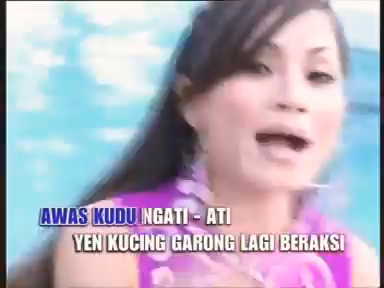 AWAS KUDU NGATI - ATI
YEN KUCING GARONG LAGI BERAKSI